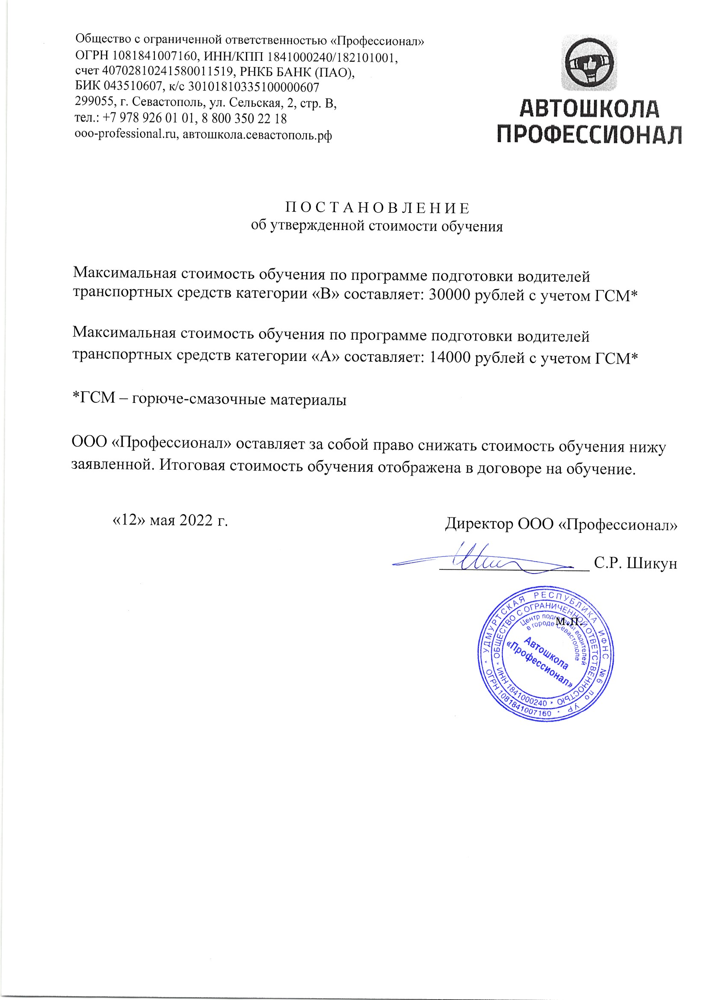 Общество с ограниченной ответственностью «Профессионал»
ОГРН 1081841007160, ИНН/КПП 1841000240/182101001,
счет 40702810241580011519, РНКБ БАНК (ПАО),
БИК 043510607, к/с 30101810335100000607
299055, г. Севастополь, ул. Сельская, 2, стр. В,
тел.: +7 978 926 01 01, 8 800 350 22 18
ooo-professional.ru, автошкола.севастополь.рф
АВТОШКОЛА
ПРОФЕССИОНАЛ
П О С Т А Н О В Л Е Н И Е
об утвержденной стоимости обучения
Максимальная стоимость обучения по программе подготовки водителей
транспортных средств категории «В» составляет: 30000 рублей с учетом ГСМ*
Максимальная стоимость обучения по программе подготовки водителей
транспортных средств категории «А» составляет: 14000 рублей с учетом ГСМ*
*ГСМ – горюче-смазочные материалы
ООО «Профессионал» оставляет за собой право снижать стоимость обучения нижу
заявленной. Итоговая стоимость обучения отображена в договоре на обучение.
«12» мая 2022 г.
Директор ООО «Профессионал»
С.Р. Шикун
м.п.
* УДМУРТСКАЯ РЕСПУБЛИКА ИФНС №6 по УР *
ОГРН 1081841007160
* ОБЩЕСТВО С ОГРАНИЧЕННОЙ ОТВЕТСТВЕННОСТЬЮ *
ИНН 1841000240
Центр подготовки водителей
в городе Севастополе
Автошкола
«Профессионал»